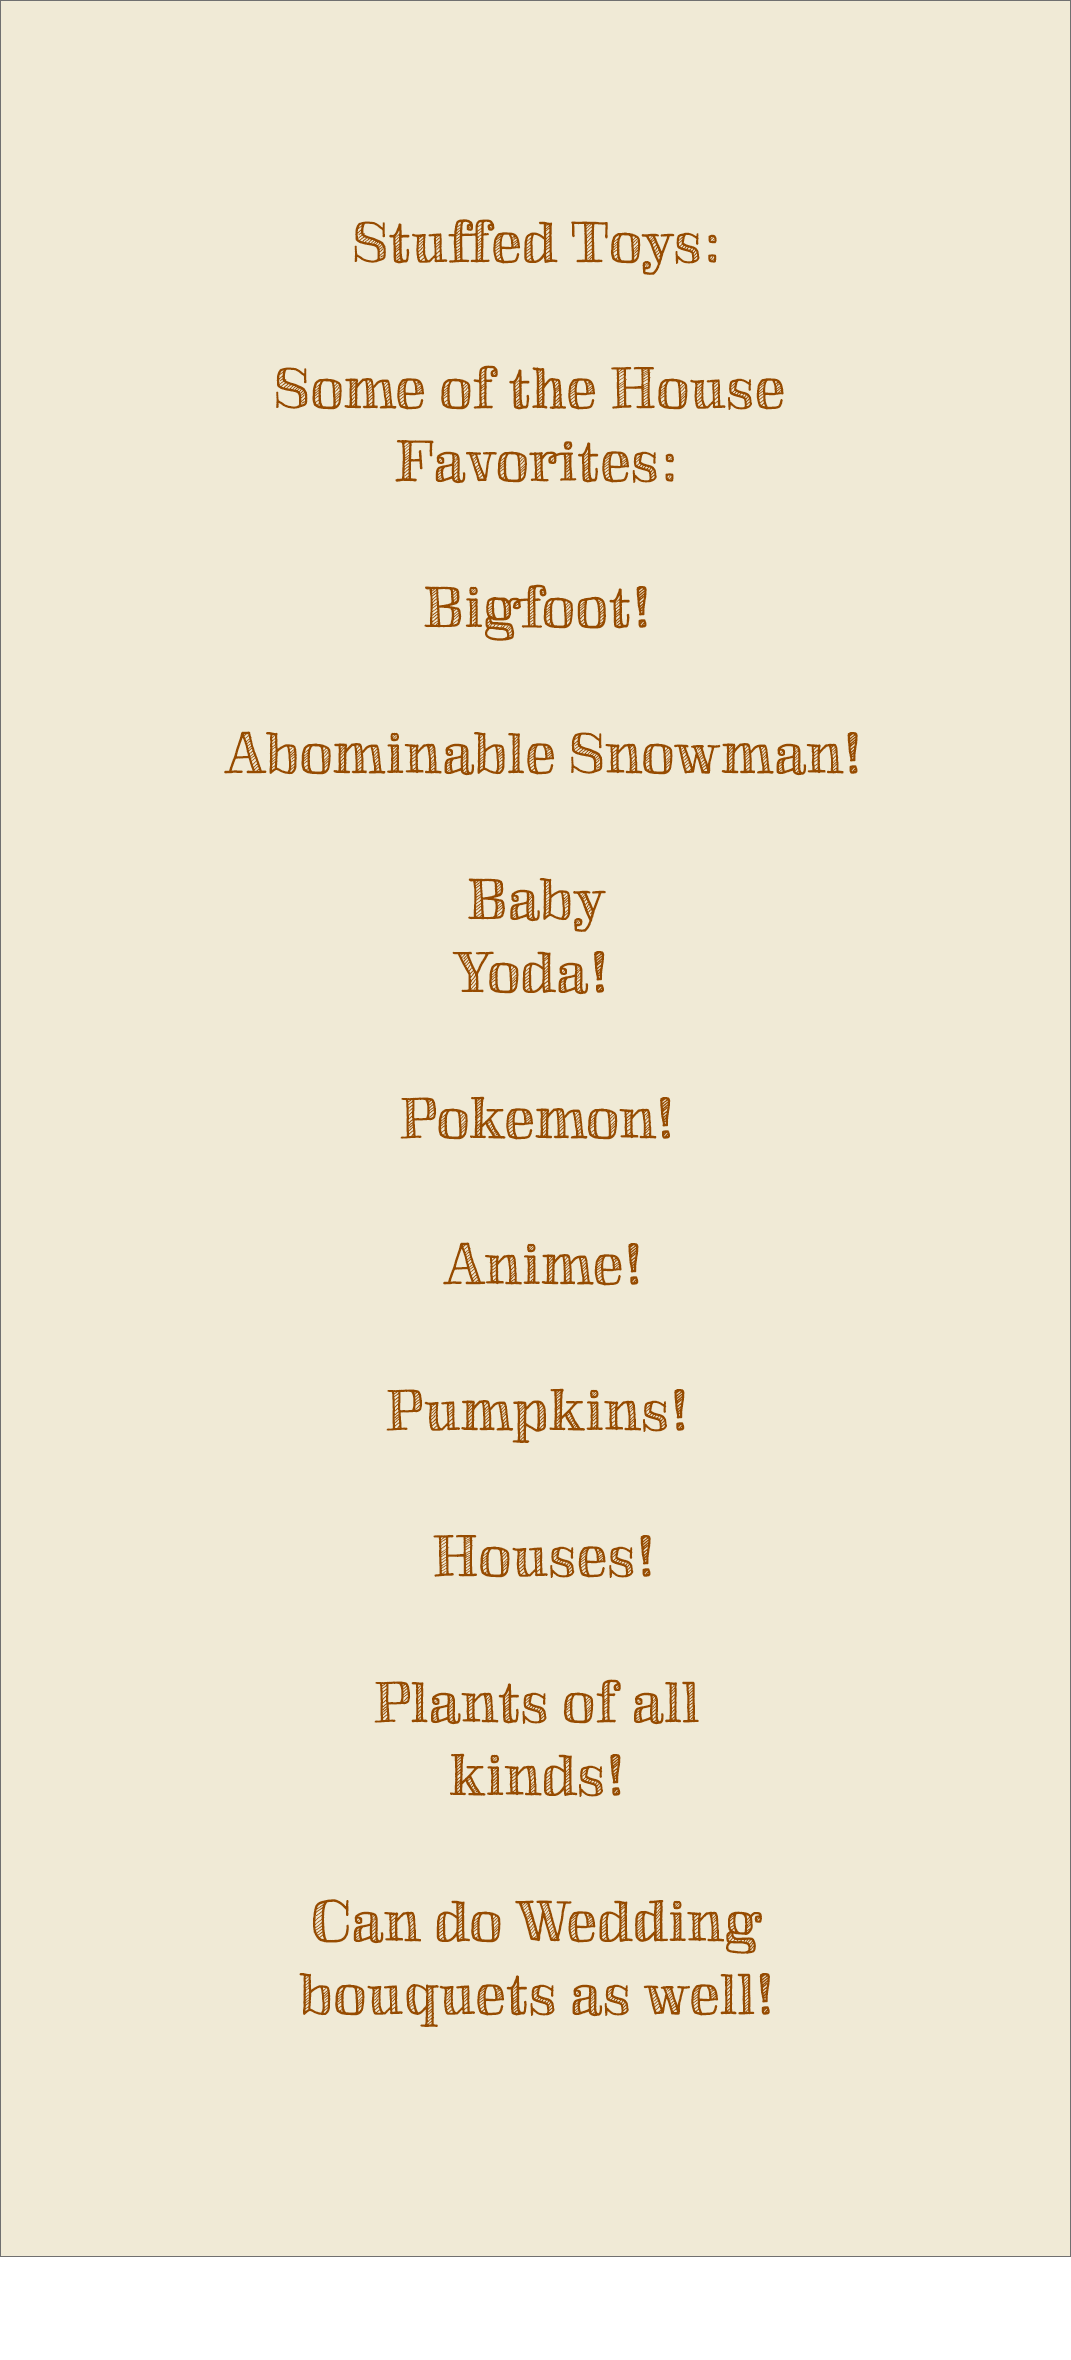 Stuffed Toys:
Some of the House
Favorites:
Bigfoot!
Abominable Snowman!
Baby
Yoda!
Pokemon!
Anime!
Pumpkins!
Houses!
Plants of all
kinds!
Can do Wedding
bouquets as well!